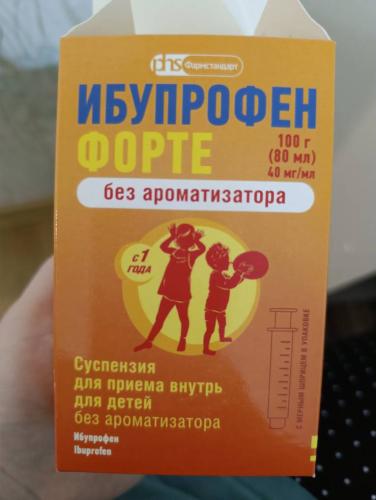 phs Фармстандарт
ИБУПРОФЕН
ФОРТЕ
100 г
(80 мл)
40 мг/мл
без ароматизатора
с 1
ГОДА
Суспензия
для приема внутрь
для детей
без ароматизатора
Ибупрофен
Ibuprofen
С МЕРНЫМ ШПРИЦЕМ В УПАКОВКЕ